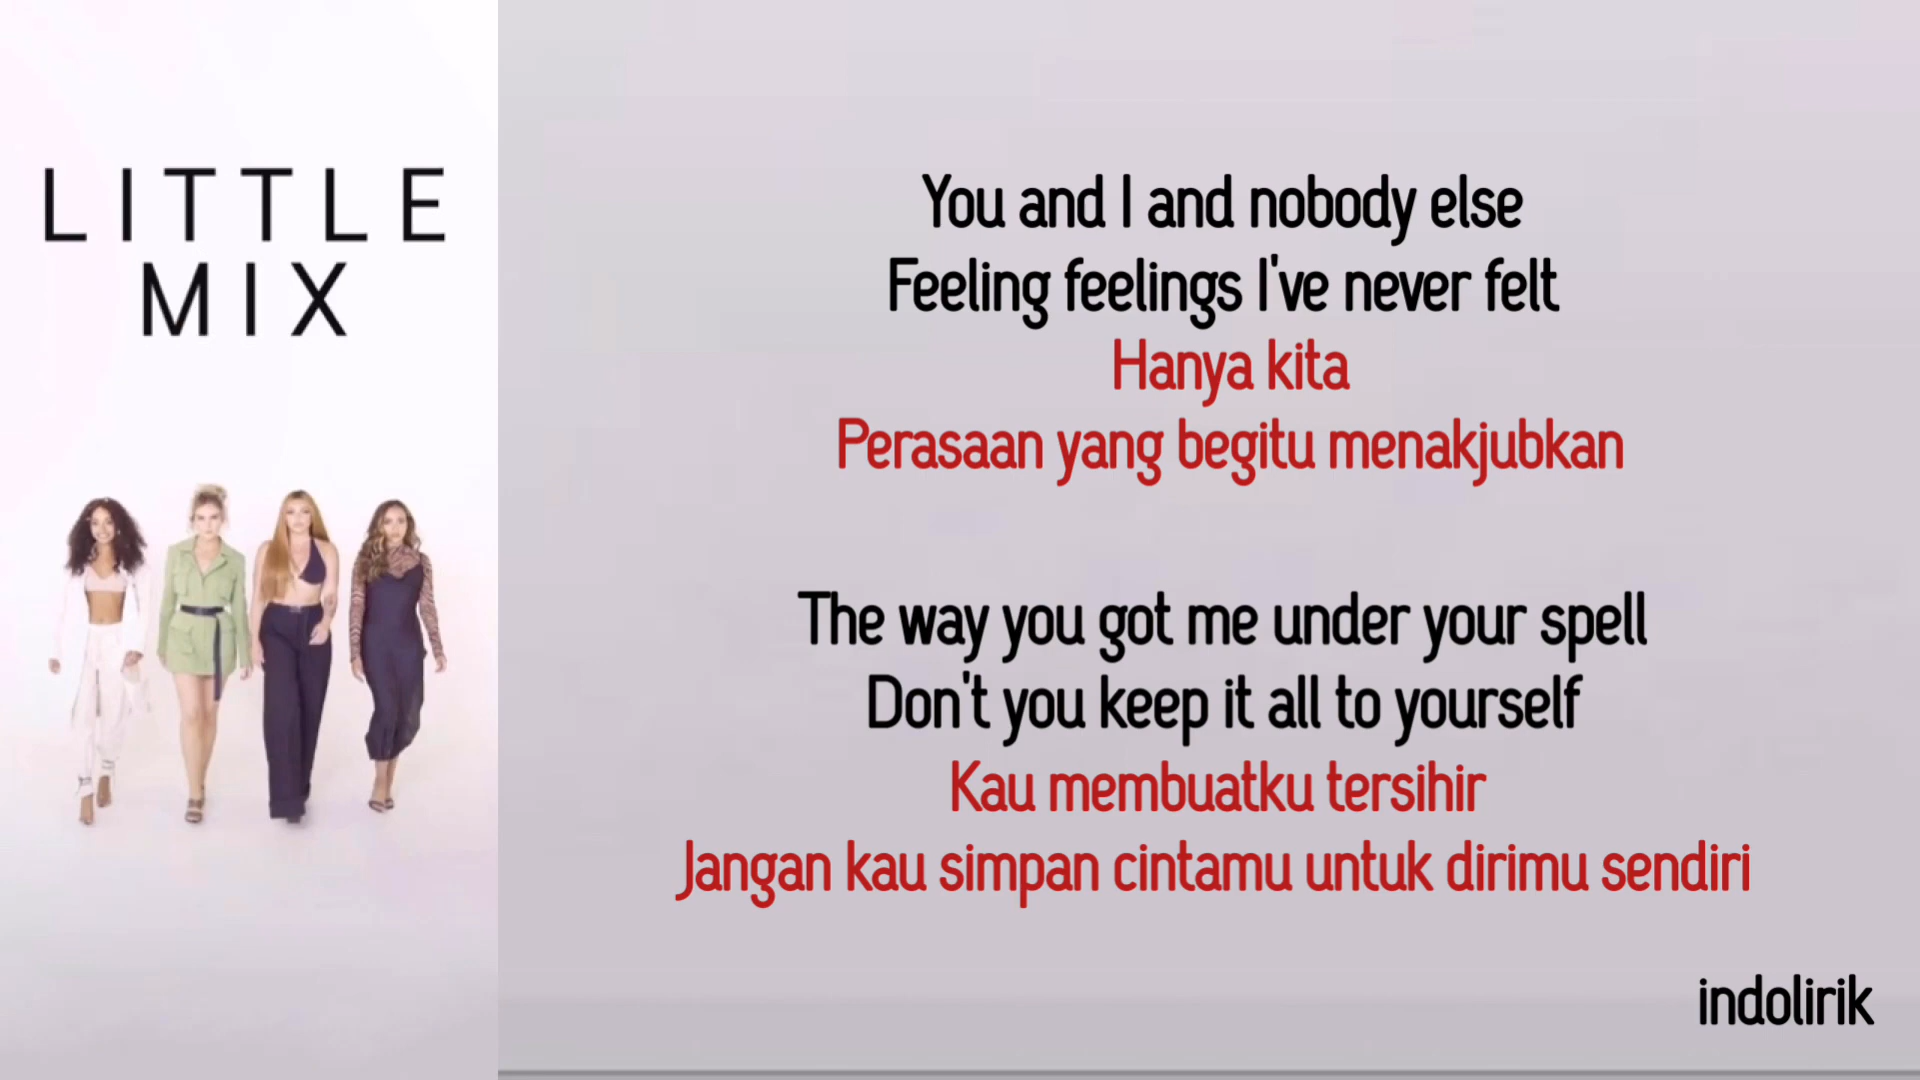 LITTLE
MIX
You and I and nobody else
Feeling feelings I've never felt
Hanya kita
Perasaan yang begitu menakjubkan
The way you got me under your spell
Don't you keep it all to yourself
Kau membuatku tersihir
Jangan kau simpan cintamu untuk dirimu sendiri
indolirik